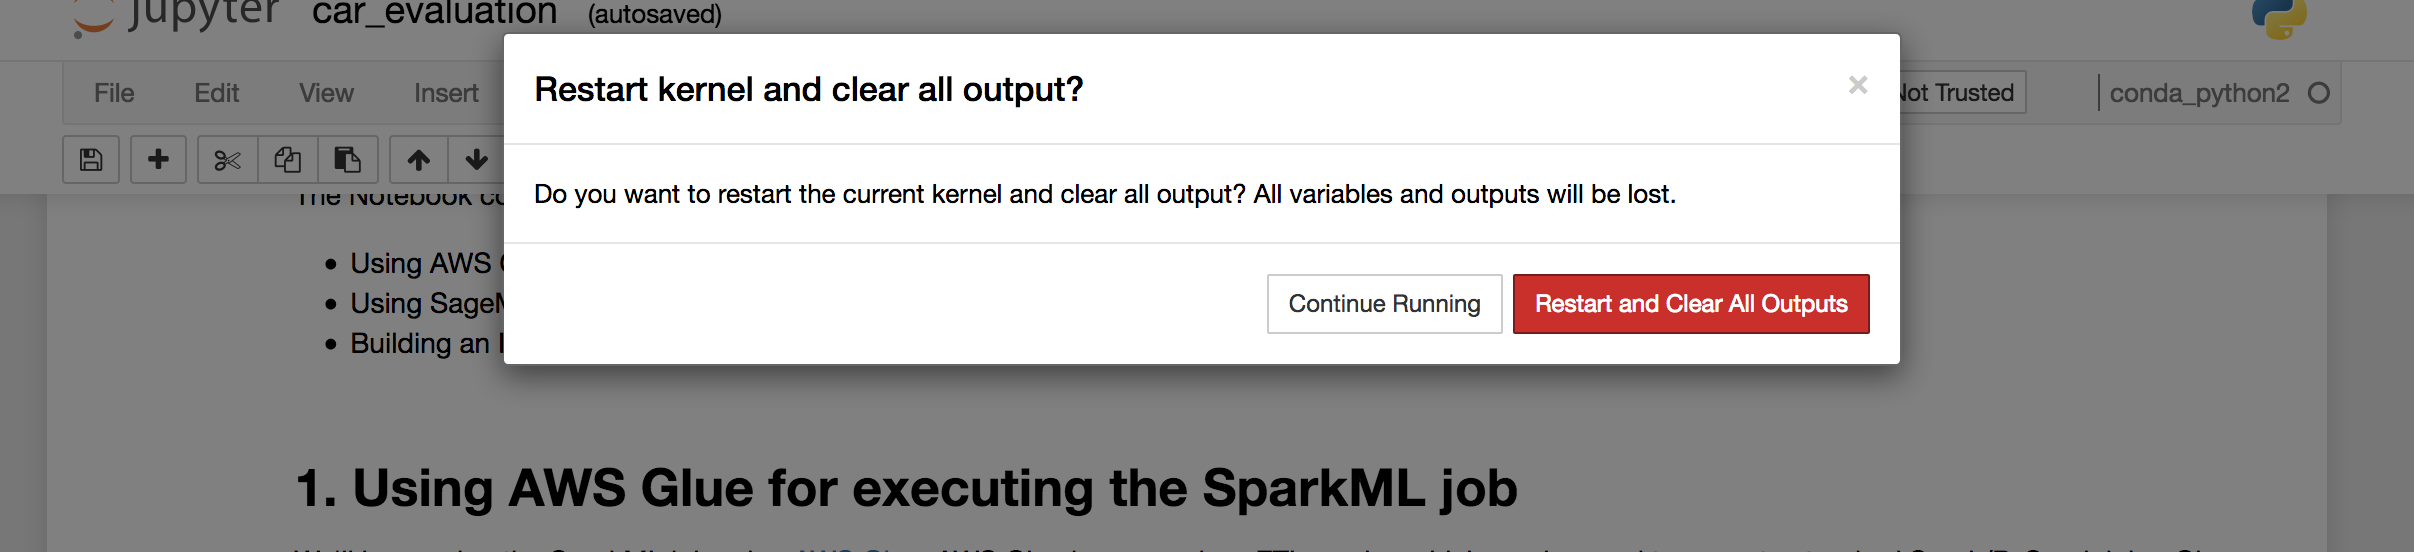 jupyter car_evaluation (autosaved)
Restart kernel and clear all output? ×
File Edit View Insert Not Trusted conda_python2
Do you want to restart the current kernel and clear all output? All variables and outputs will be lost.
The Notebook
Using AWS
Continue Running Restart and Clear All Outputs
Using
Building an
1. Using AWS Glue for executing the SparkML job